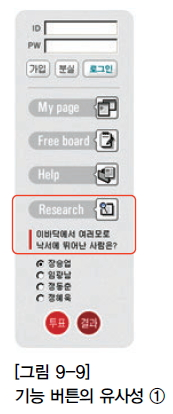 ID
PW
가입 분실 로그인
My page
Free board
Help
Research
이바닥에서 여러모로
낙서에 뛰어난 사람은?
장승업
임꺽남
정동준
정혜욱
투표 결과
[그림 9-9]
기능 버튼의 유사성 ①